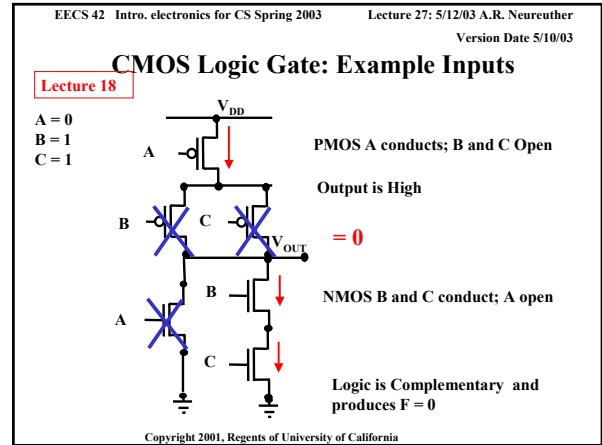 EECS 42 Intro. electronics for CS Spring 2003 Lecture 27: 5/12/03 A.R. Neureuther
Version Date 5/10/03
CMOS Logic Gate: Example Inputs
Lecture 18
A = 0
B = 1
C = 1
VDD
A
PMOS A conducts; B and C Open
Output is High
B
C
VOUT
= 0
B
NMOS B and C conduct; A open
A
C
Logic is Complementary and
produces F = 0
Copyright 2001, Regents of University of California